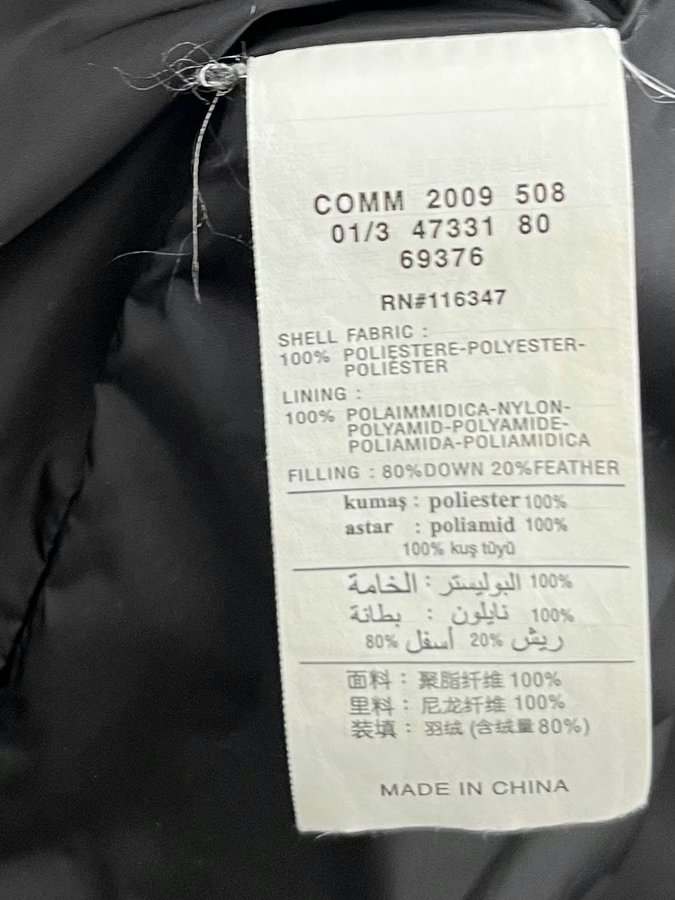 COMM 2009 508
01/3 47331 80
69376
RN#116347
SHELL FABRIC :
100% POLIESTERE-POLYESTER-
POLIÉSTER
LINING :
100% POLAIMMIDICA-NYLON-
POLYAMID-POLYAMIDE-
POLIAMIDA-POLIAMIDICA
FILLING : 80%DOWN 20%FEATHER
kumaş : poliester 100%
astar : poliamid 100%
100% kuş tüyü
الخامة : البوليستر 100%
بطانة : نايلون 100%
ريش 20% أسفل 80%
面料：聚脂纤维 100%
里料：尼龙纤维 100%
装填：羽绒 (含绒量80%)
MADE IN CHINA